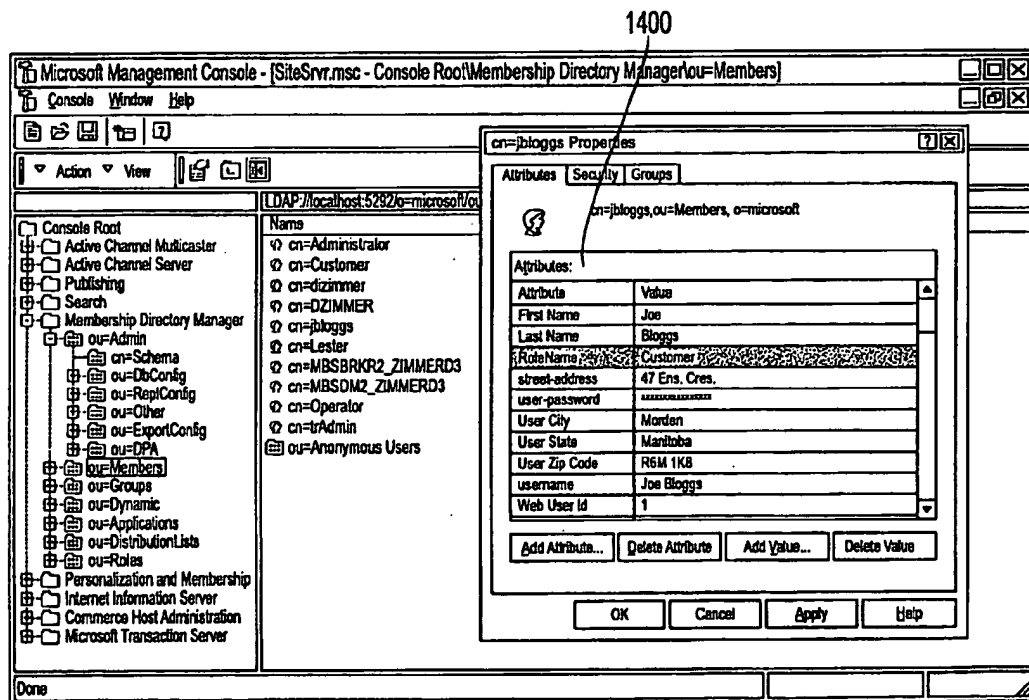 1400
Microsoft Management Console - [SiteSrvr.msc - Console Root\Membership Directory Manager\ou=Members]
Console Window Help
Action View
LDAP://localhost:5292/o=microsoft/ou
Console Root
Active Channel Multicaster
Active Channel Server
Publishing
Search
Membership Directory Manager
ou=Admin
cn=Schema
ou=DbConfig
ou=ReplConfig
ou=Other
ou=ExportConfig
ou=DPA
ou=Members
ou=Groups
ou=Dynamic
ou=Applications
ou=DistributionLists
ou=Roles
Personalization and Membership
Internet Information Server
Commerce Host Administration
Microsoft Transaction Server
Name
cn=Administrator
cn=Customer
cn=dizimmer
cn=DZIMMER
cn=jbloggs
cn=Lester
cn=MBSBRKR2_ZIMMERD3
cn=MBSDM2_ZIMMERD3
cn=Operator
cn=trAdmin
ou=Anonymous Users
cn=jbloggs Properties
Attributes Security Groups
cn=jbloggs,ou=Members, o=microsoft
Attributes:
Attribute Value
First Name Joe
Last Name Bloggs
RoleName Customer
street-address 47 Ens. Cres.
user-password xxxxxxxxxxxxxxx
User City Morden
User State Manitoba
User Zip Code R6M 1K8
username Joe Bloggs
Web User Id 1
Add Attribute... Delete Attribute Add Value... Delete Value
OK Cancel Apply Help
Done